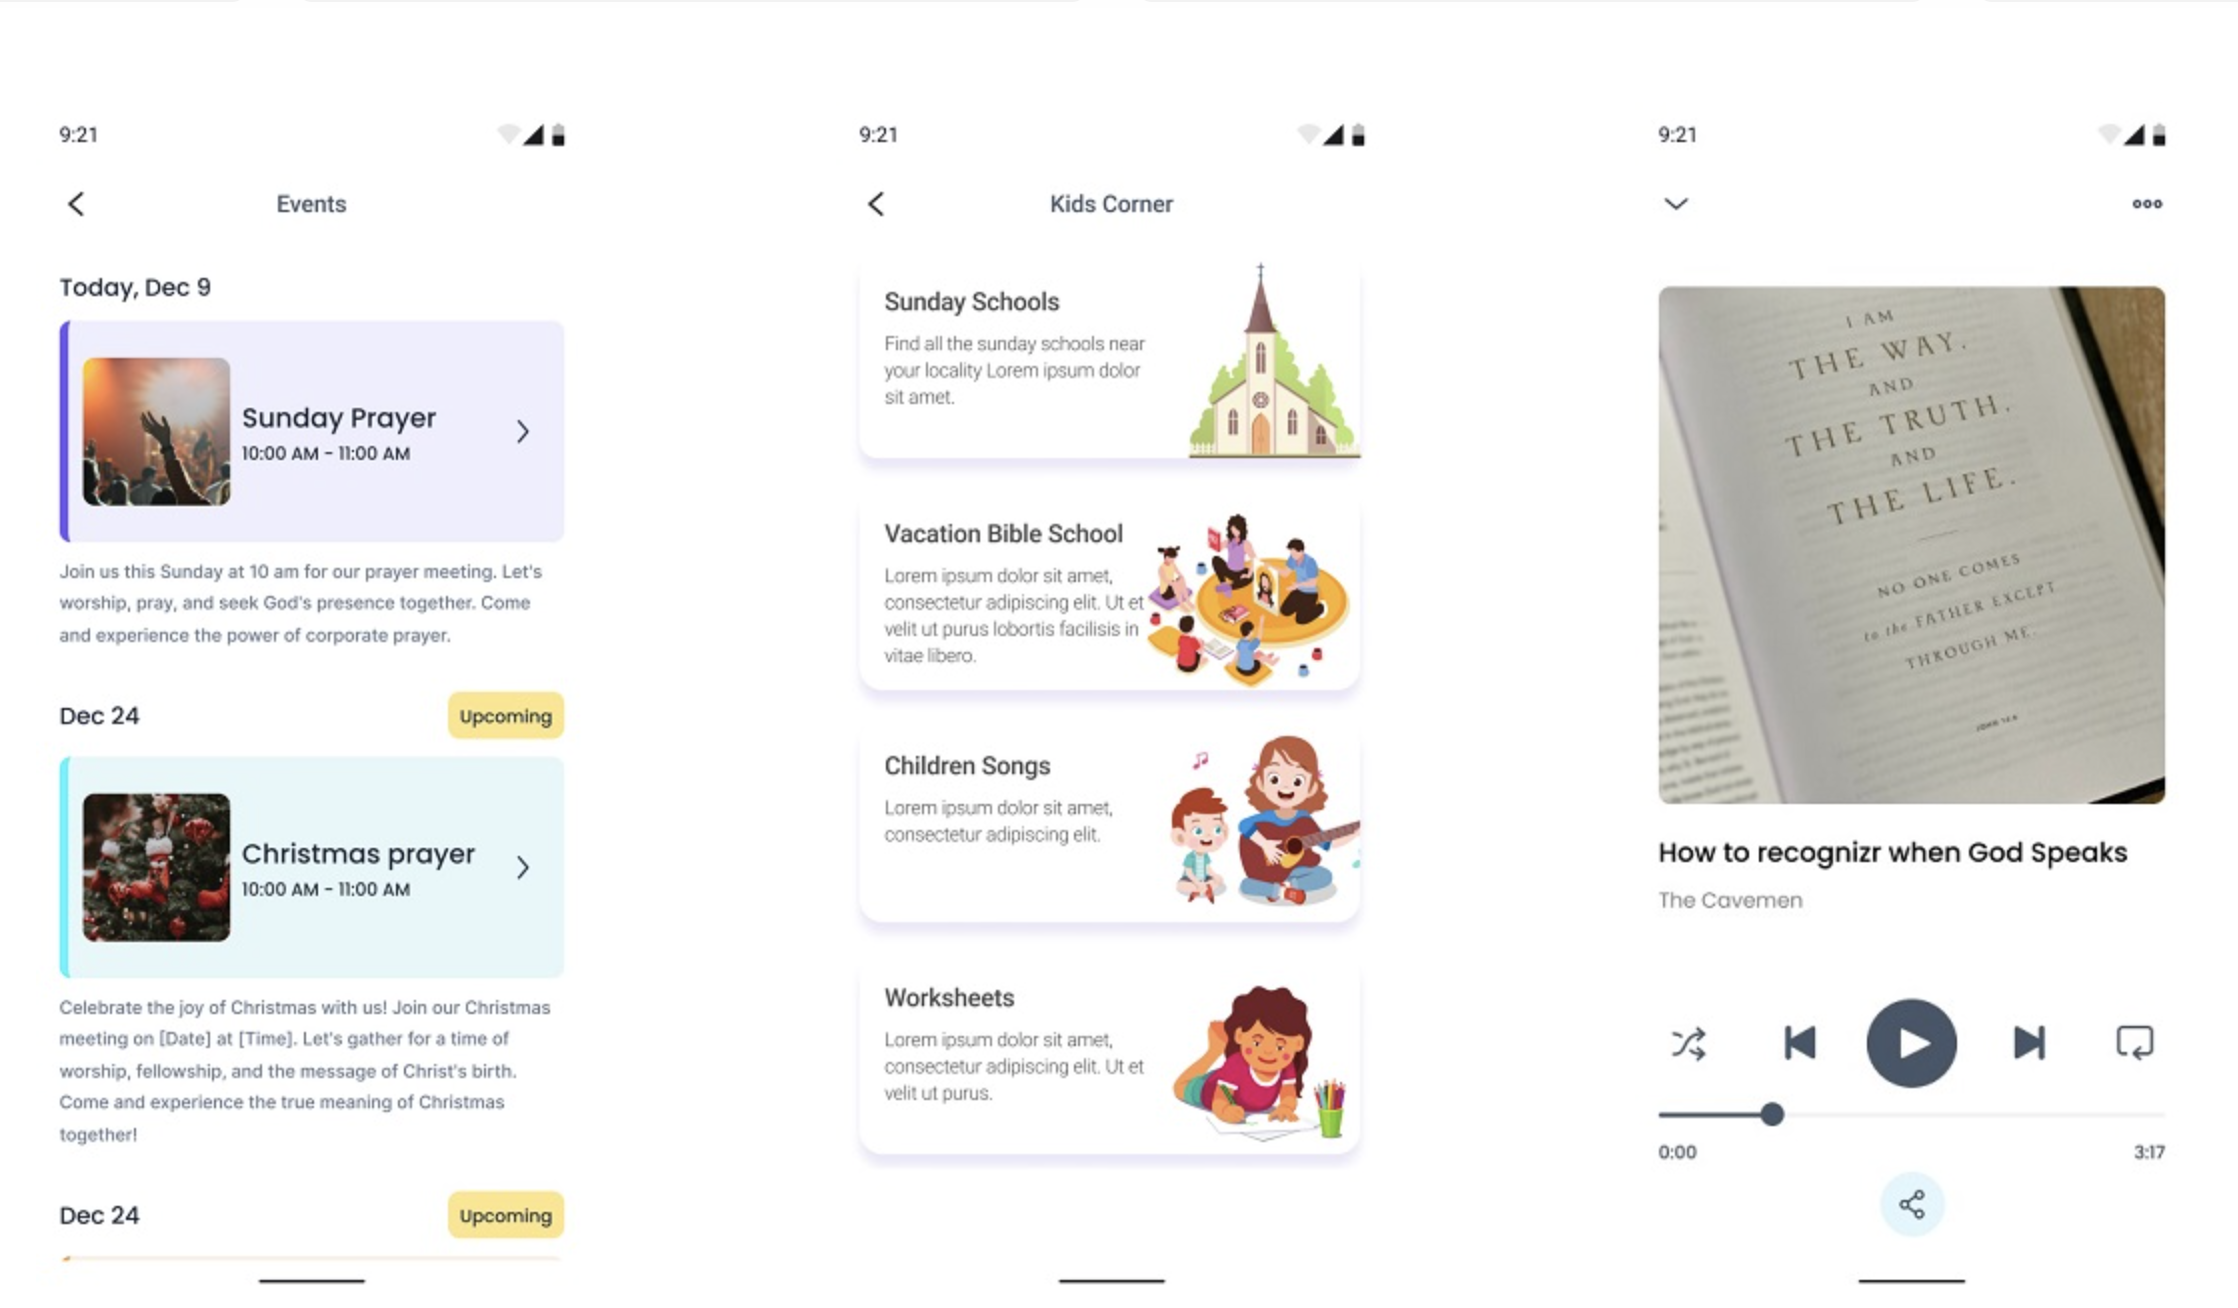 9:21
Events
Today, Dec 9
Sunday Prayer
10:00 AM - 11:00 AM
Join us this Sunday at 10 am for our prayer meeting. Let's
worship, pray, and seek God's presence together. Come
and experience the power of corporate prayer.
Dec 24
Upcoming
Christmas prayer
10:00 AM - 11:00 AM
Celebrate the joy of Christmas with us! Join our Christmas
meeting on [Date] at [Time]. Let's gather for a time of
worship, fellowship, and the message of Christ's birth.
Come and experience the true meaning of Christmas
together!
Dec 24
Upcoming
9:21
Kids Corner
Sunday Schools
Find all the sunday schools near
your locality Lorem ipsum dolor
sit amet.
Vacation Bible School
Lorem ipsum dolor sit amet,
consectetur adipiscing elit. Ut et
velit ut purus lobortis facilisis in
vitae libero.
Children Songs
Lorem ipsum dolor sit amet,
consectetur adipiscing elit.
Worksheets
Lorem ipsum dolor sit amet,
consectetur adipiscing elit. Ut et
velit ut purus.
9:21
I AM
THE WAY.
AND
THE TRUTH.
AND
THE LIFE.
NO ONE COMES
to the FATHER EXCEPT
THROUGH ME.
JOHN 14:6
How to recognizr when God Speaks
The Cavemen
0:00
3:17